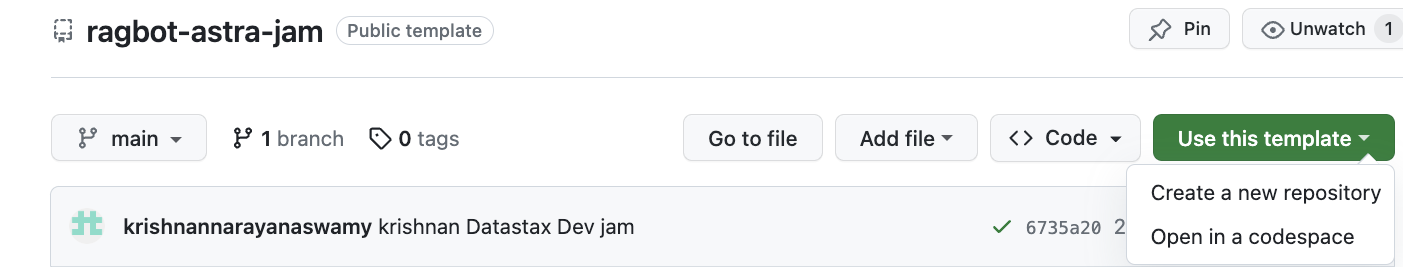 ragbot-astra-jam Public template Pin Unwatch 1
main 1 branch 0 tags Go to file Add file <> Code Use this template
Create a new repository
krishnannarayanaswamy krishnan Datastax Dev jam 6735a20 2
Open in a codespace